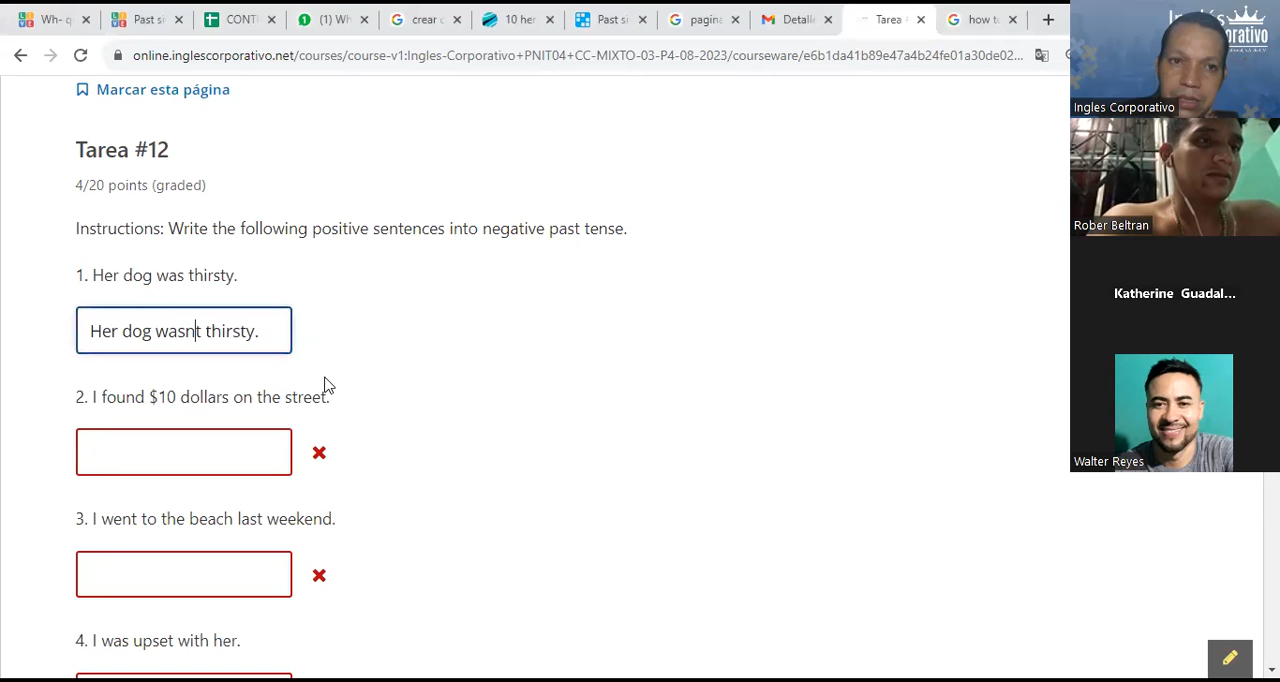 Wh- q
Past si
CONTI
(1) Wh
crear c
10 her
Past si
pagina
Detall
Tarea
how to
online.inglescorporativo.net/courses/course-v1:Ingles-Corporativo+PNIT04+CC-MIXTO-03-P4-08-2023/courseware/e6b1da41b89e47a4b24fe01a30de02...
Marcar esta página
Tarea #12
4/20 points (graded)
Instructions: Write the following positive sentences into negative past tense.
1. Her dog was thirsty.
Her dog wasnt thirsty.
2. I found $10 dollars on the street.
3. I went to the beach last weekend.
4. I was upset with her.
Ingles Corporativo
Rober Beltran
Katherine Guadal...
Walter Reyes